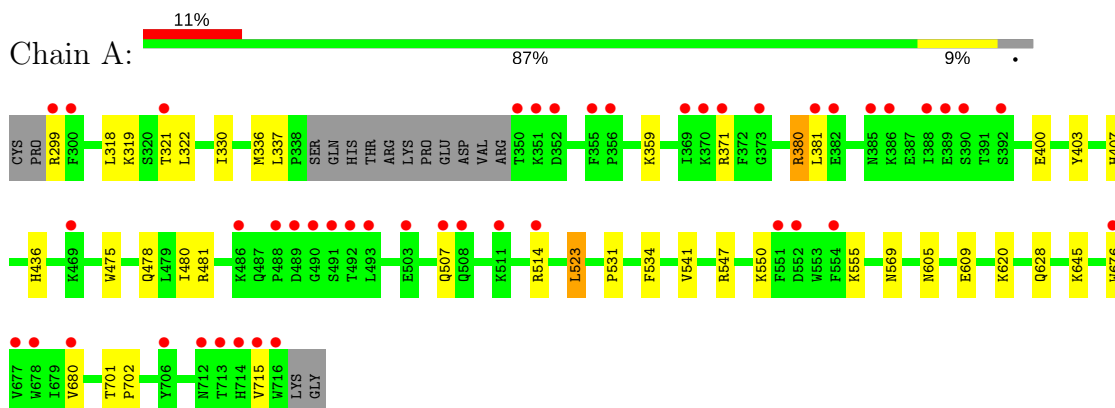 11%
Chain A:
87% 9% •
CYS PRO R299 F300 L318 K319 S320 T321 L322 I330 M336 L337 P338 SER GLN HIS THR ARG LYS PRO GLU ASP VAL ARG T350 K351 D352 F355 P356 K359 I369 K370 R371 F372 G373 R380 L381 E382 N385 K386 E387 I388 E389 S390 T391 S392 E400 Y403 H407
H436 K469 W475 Q478 L479 I480 R481 K486 Q487 P488 D489 G490 S491 T492 L493 E503 Q507 Q508 K511 R514 L523 P531 F534 V541 R547 K550 F551 D552 W553 F554 K555 N569 N605 E609 K620 Q628 K645 W676
V677 W678 I679 V680 T701 P702 Y706 N712 T713 H714 V715 W716 LYS GLY